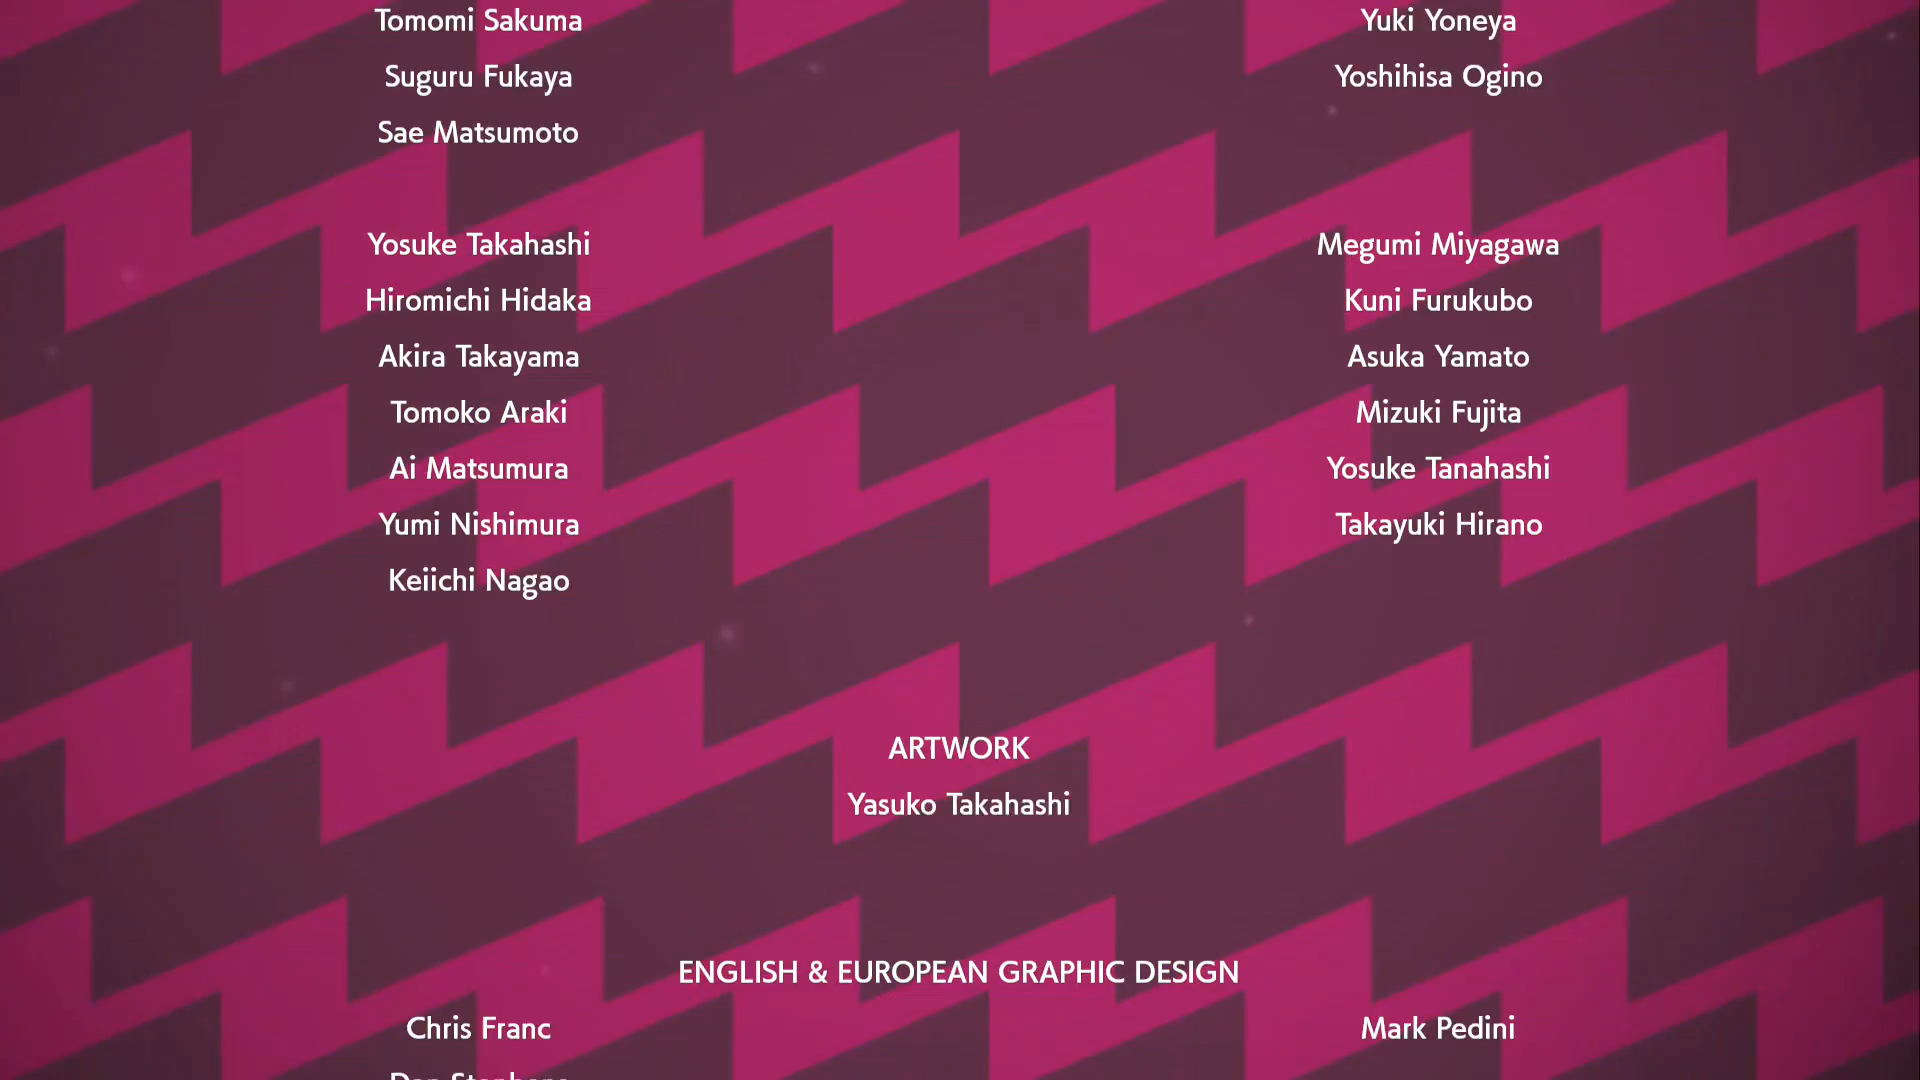 Tomomi Sakuma Yuki Yoneya
Suguru Fukaya Yoshihisa Ogino
Sae Matsumoto
Yosuke Takahashi Megumi Miyagawa
Hiromichi Hidaka Kuni Furukubo
Akira Takayama Asuka Yamato
Tomoko Araki Mizuki Fujita
Ai Matsumura Yosuke Tanahashi
Yumi Nishimura Takayuki Hirano
Keiichi Nagao
ARTWORK
Yasuko Takahashi
ENGLISH & EUROPEAN GRAPHIC DESIGN
Chris Franc Mark Pedini